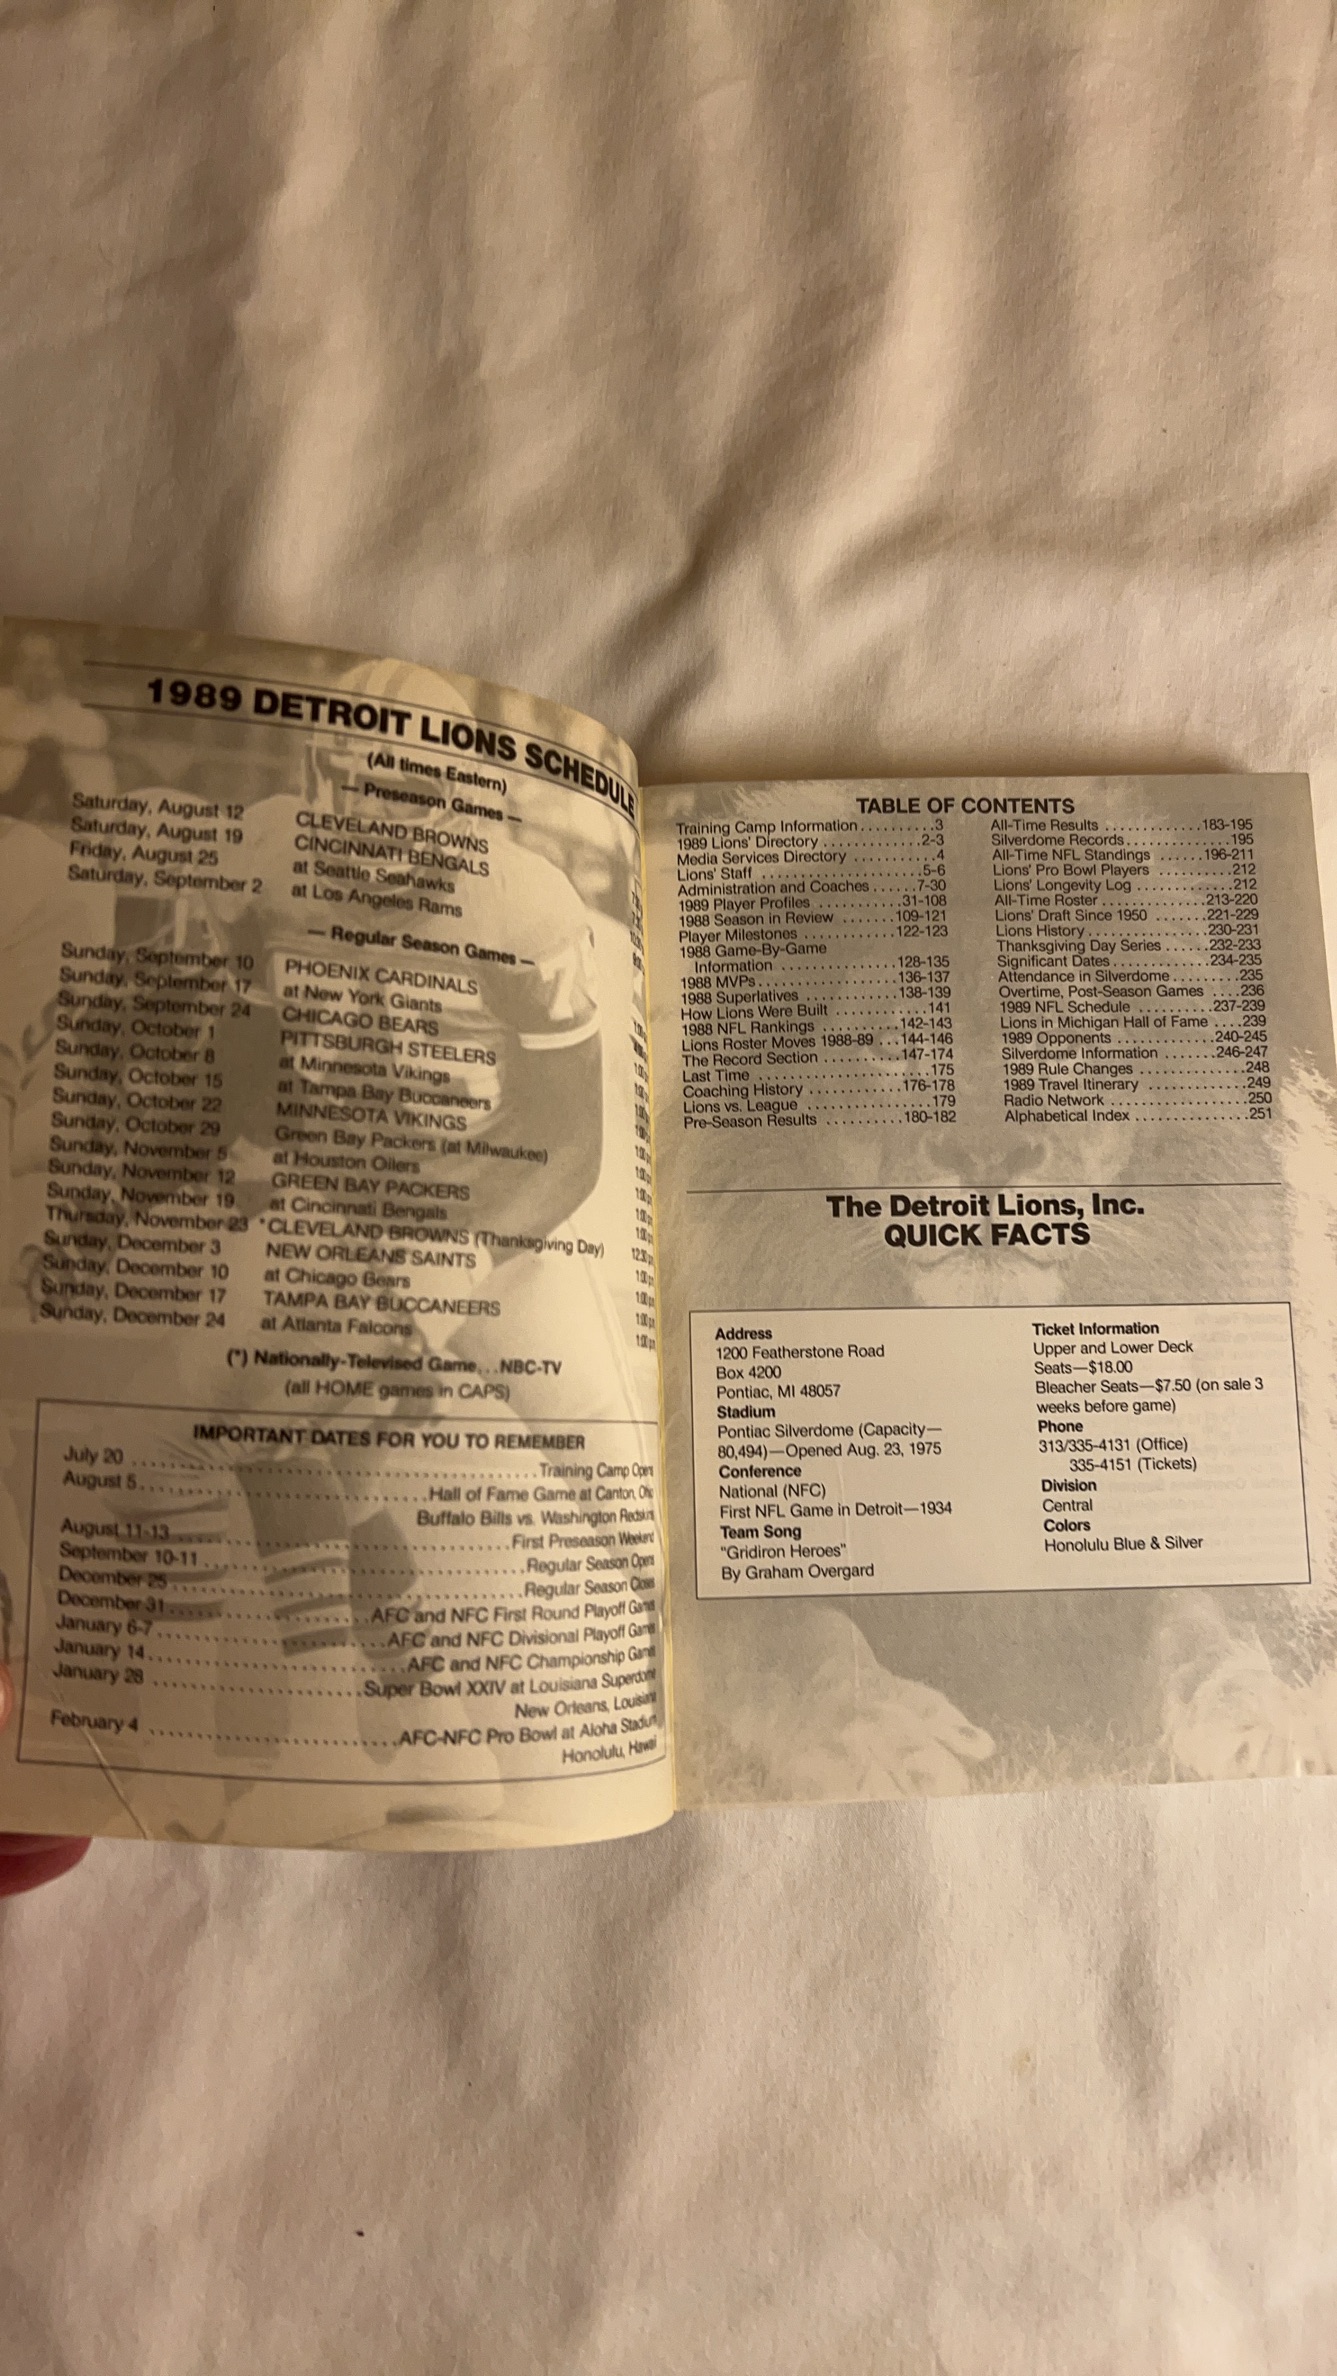 1989 DETROIT LIONS SCHEDULE
(All times Eastern)
— Preseason Games —
Saturday, August 12 CLEVELAND BROWNS
Saturday, August 19 CINCINNATI BENGALS
Friday, August 25 at Seattle Seahawks
Saturday, September 2 at Los Angeles Rams
— Regular Season Games —
Sunday, September 10 PHOENIX CARDINALS
Sunday, September 17 at New York Giants
Sunday, September 24 CHICAGO BEARS
Sunday, October 1 PITTSBURGH STEELERS
Sunday, October 8 at Minnesota Vikings
Sunday, October 15 at Tampa Bay Buccaneers
Sunday, October 22 MINNESOTA VIKINGS
Sunday, October 29 Green Bay Packers (at Milwaukee)
Sunday, November 5 at Houston Oilers
Sunday, November 12 GREEN BAY PACKERS
Sunday, November 19 at Cincinnati Bengals
Thursday, November 23 *CLEVELAND BROWNS (Thanksgiving Day)
Sunday, December 3 NEW ORLEANS SAINTS
Sunday, December 10 at Chicago Bears
Sunday, December 17 TAMPA BAY BUCCANEERS
Sunday, December 24 at Atlanta Falcons
(*) Nationally-Televised Game...NBC-TV
(all HOME games in CAPS)
IMPORTANT DATES FOR YOU TO REMEMBER
July 20 ..... Training Camp Opens
August 5 ..... Hall of Fame Game at Canton, Ohio
Buffalo Bills vs. Washington Redskins
August 11-13 ..... First Preseason Weekend
September 10-11 ..... Regular Season Opens
December 25 ..... Regular Season Closes
December 31 ..... AFC and NFC First Round Playoff Games
January 6-7 ..... AFC and NFC Divisional Playoff Games
January 14 ..... AFC and NFC Championship Games
January 28 ..... Super Bowl XXIV at Louisiana Superdome
New Orleans, Louisiana
February 4 ..... AFC-NFC Pro Bowl at Aloha Stadium,
Honolulu, Hawaii
TABLE OF CONTENTS
Training Camp Information ..... 3
1989 Lions' Directory ..... 2-3
Media Services Directory ..... 4
Lions' Staff ..... 5-6
Administration and Coaches ..... 7-30
1989 Player Profiles ..... 31-108
1988 Season in Review ..... 109-121
Player Milestones ..... 122-123
1988 Game-By-Game
Information ..... 128-135
1988 MVPs ..... 136-137
1988 Superlatives ..... 138-139
How Lions Were Built ..... 141
1988 NFL Rankings ..... 142-143
Lions Roster Moves 1988-89 ... 144-146
The Record Section ..... 147-174
Last Time ..... 175
Coaching History ..... 176-178
Lions vs. League ..... 179
Pre-Season Results ..... 180-182
All-Time Results ..... 183-195
Silverdome Records ..... 195
All-Time NFL Standings ..... 196-211
Lions' Pro Bowl Players ..... 212
Lions' Longevity Log ..... 212
All-Time Roster ..... 213-220
Lions' Draft Since 1950 ..... 221-229
Lions History ..... 230-231
Thanksgiving Day Series ..... 232-233
Significant Dates ..... 234-235
Attendance in Silverdome ..... 235
Overtime, Post-Season Games .... 236
1989 NFL Schedule ..... 237-239
Lions in Michigan Hall of Fame .... 239
1989 Opponents ..... 240-245
Silverdome Information ..... 246-247
1989 Rule Changes ..... 248
1989 Travel Itinerary ..... 249
Radio Network ..... 250
Alphabetical Index ..... 251
The Detroit Lions, Inc.
QUICK FACTS
Address
1200 Featherstone Road
Box 4200
Pontiac, MI 48057
Stadium
Pontiac Silverdome (Capacity—
80,494)—Opened Aug. 23, 1975
Conference
National (NFC)
First NFL Game in Detroit—1934
Team Song
"Gridiron Heroes"
By Graham Overgard
Ticket Information
Upper and Lower Deck
Seats—$18.00
Bleacher Seats—$7.50 (on sale 3
weeks before game)
Phone
313/335-4131 (Office)
335-4151 (Tickets)
Division
Central
Colors
Honolulu Blue & Silver